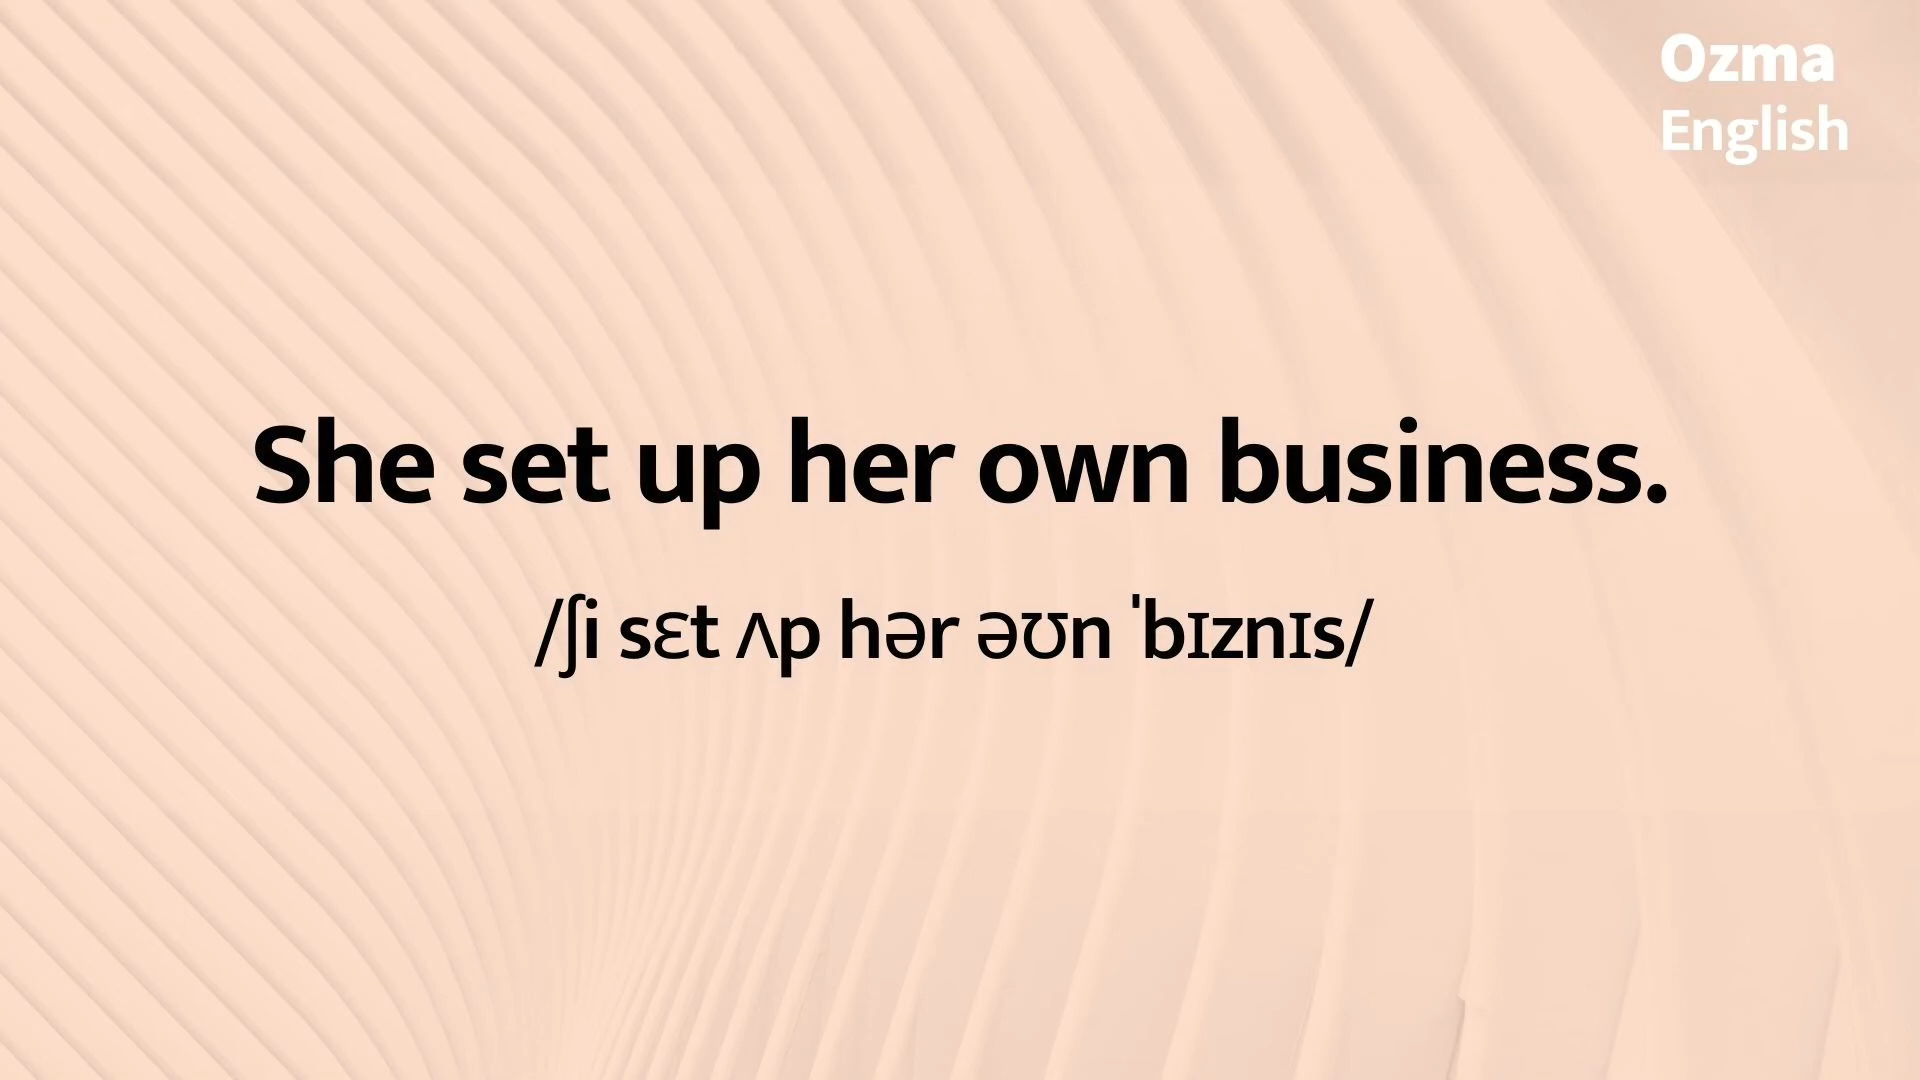 Ozma
English
She set up her own business.
/ʃi sɛt ʌp hər əʊn ˈbɪznɪs/